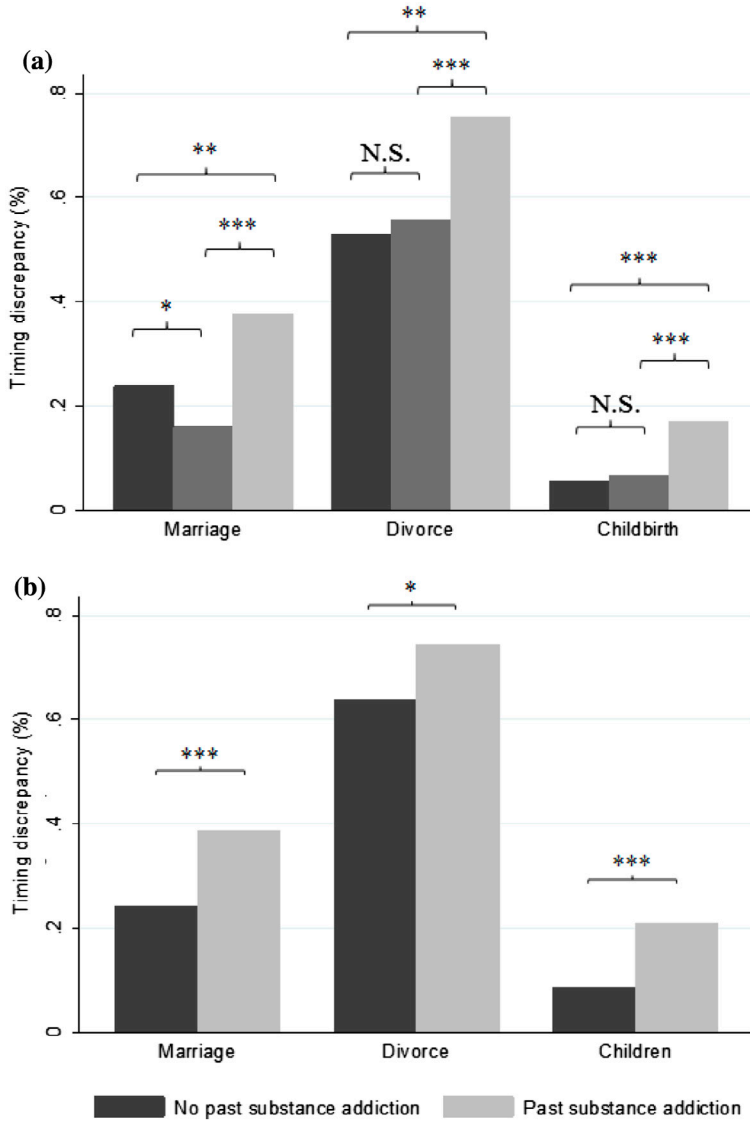 (a)
**
**
***
N.S.
***
*
***
***
N.S.
Timing discrepancy (%)
.8
.6
.4
.2
0
Marriage Divorce Childbirth
(b)
*
***
***
Timing discrepancy (%)
.8
.6
.4
.2
0
Marriage Divorce Children
No past substance addiction Past substance addiction